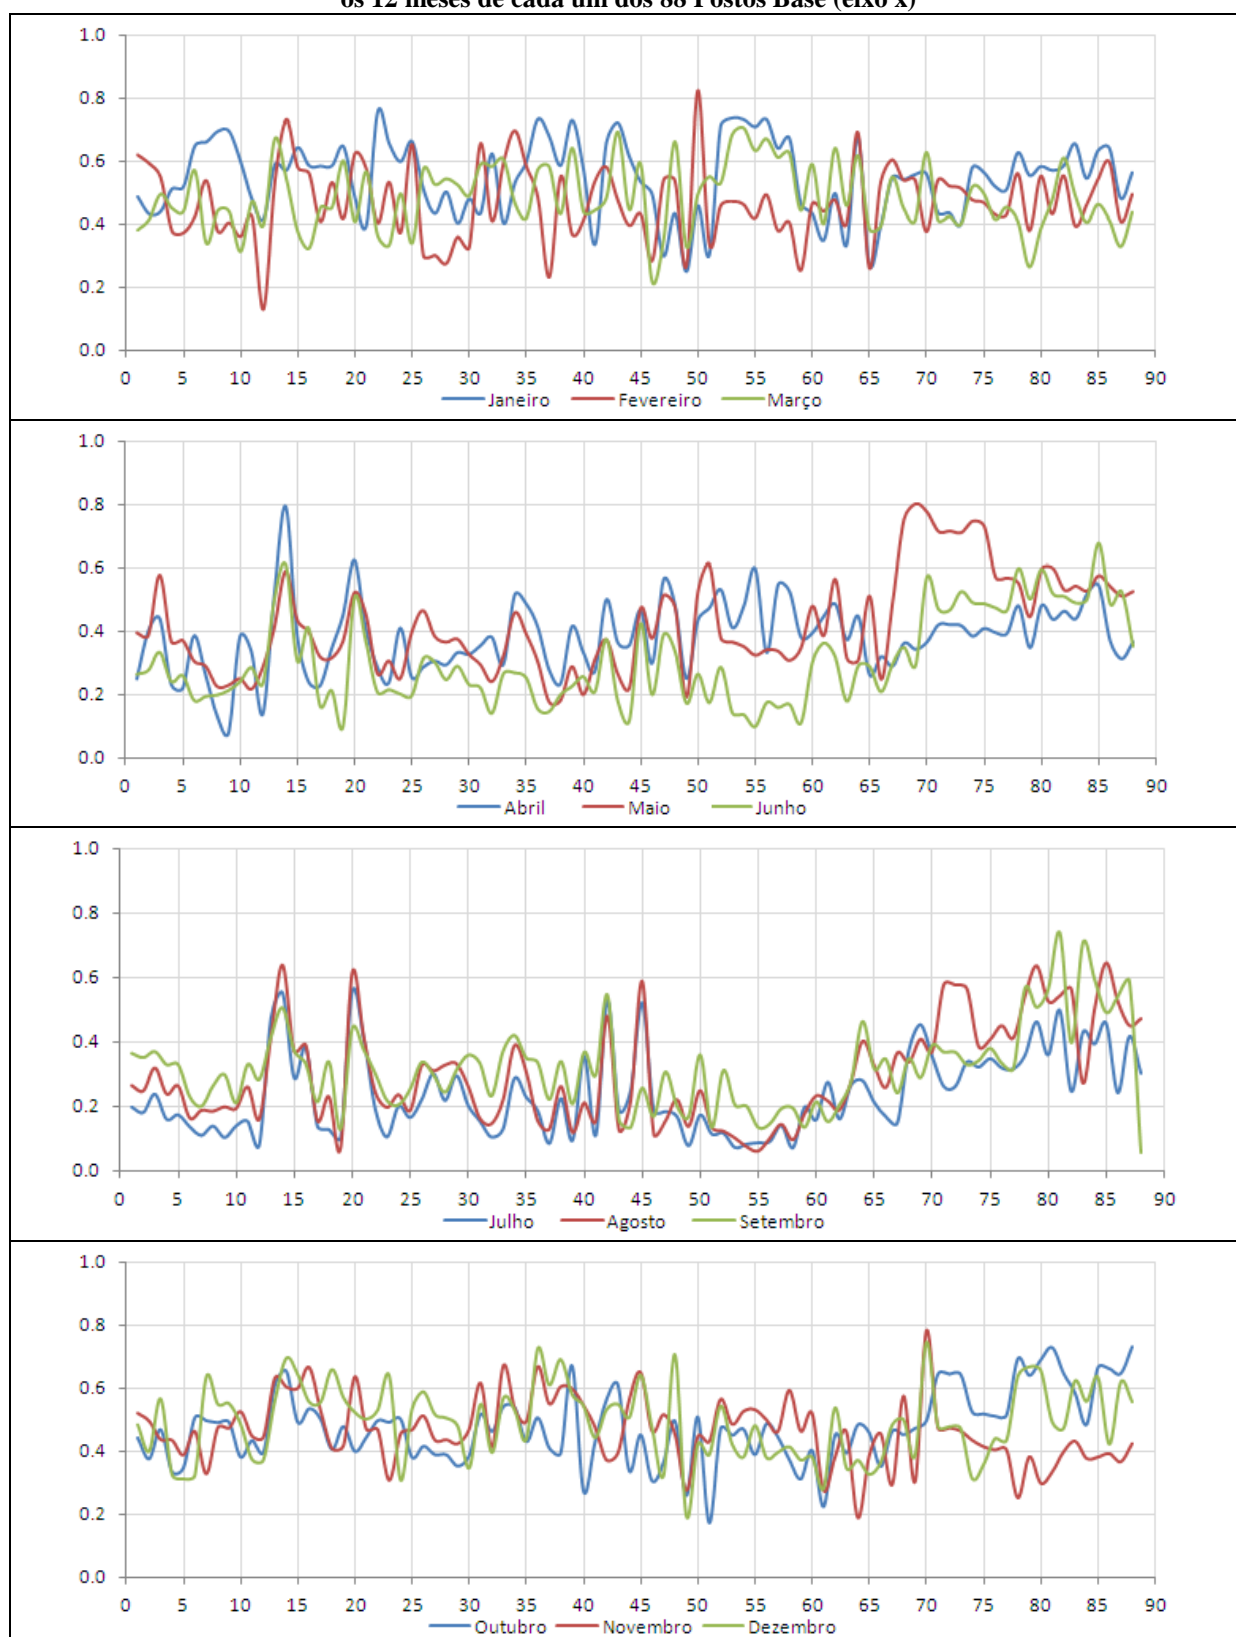 os 12 meses de cada um dos 88 Postos Base (eixo x)
1.0
0.8
0.6
0.4
0.2
0.0
0 5 10 15 20 25 30 35 40 45 50 55 60 65 70 75 80 85 90
Janeiro Fevereiro Março
1.0
0.8
0.6
0.4
0.2
0.0
0 5 10 15 20 25 30 35 40 45 50 55 60 65 70 75 80 85 90
Abril Maio Junho
1.0
0.8
0.6
0.4
0.2
0.0
0 5 10 15 20 25 30 35 40 45 50 55 60 65 70 75 80 85 90
Julho Agosto Setembro
1.0
0.8
0.6
0.4
0.2
0.0
0 5 10 15 20 25 30 35 40 45 50 55 60 65 70 75 80 85 90
Outubro Novembro Dezembro